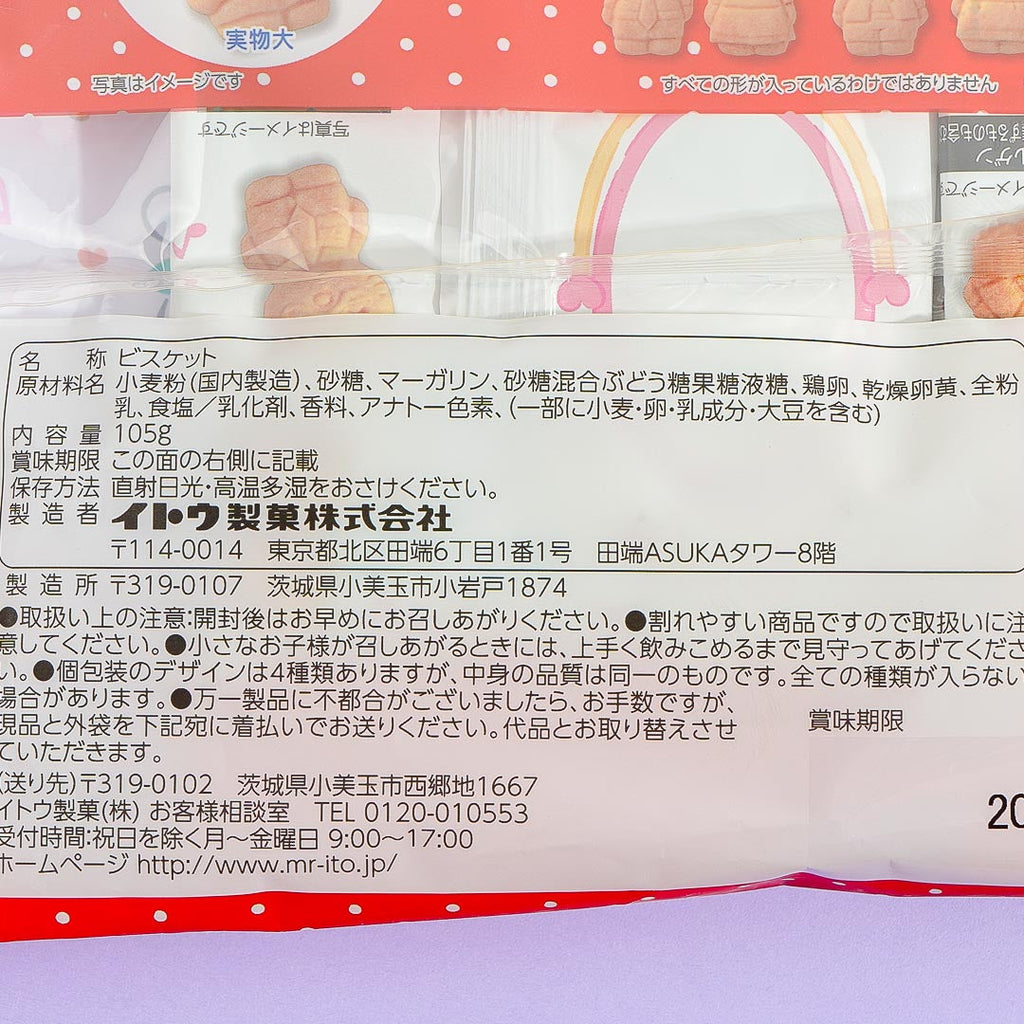 実物大
写真はイメージです
すべての形が入っているわけではありません
写真はイメージです
名称 ビスケット
原材料名 小麦粉(国内製造)、砂糖、マーガリン、砂糖混合ぶどう糖果糖液糖、鶏卵、乾燥卵黄、全粉
乳、食塩／乳化剤、香料、アナトー色素、(一部に小麦・卵・乳成分・大豆を含む)
内容量 105g
賞味期限 この面の右側に記載
保存方法 直射日光・高温多湿をおさけください。
製造者 イトウ製菓株式会社
〒114-0014 東京都北区田端6丁目1番1号 田端ASUKAタワー8階
製造所 〒319-0107 茨城県小美玉市小岩戸1874
●取扱い上の注意:開封後はお早めにお召しあがりください。●割れやすい商品ですので取扱いに注
意してください。●小さなお子様が召しあがるときには、上手く飲みこめるまで見守ってあげてくださ
い。●個包装のデザインは4種類ありますが、中身の品質は同一のものです。全ての種類が入らない
場合があります。●万一製品に不都合がございましたら、お手数ですが、
現品と外袋を下記宛に着払いでお送りください。代品とお取り替えさせ
ていただきます。
賞味期限
20
(送り先)〒319-0102 茨城県小美玉市西郷地1667
イトウ製菓(株) お客様相談室 TEL 0120-010553
受付時間:祝日を除く月～金曜日 9:00～17:00
ホームページ http://www.mr-ito.jp/